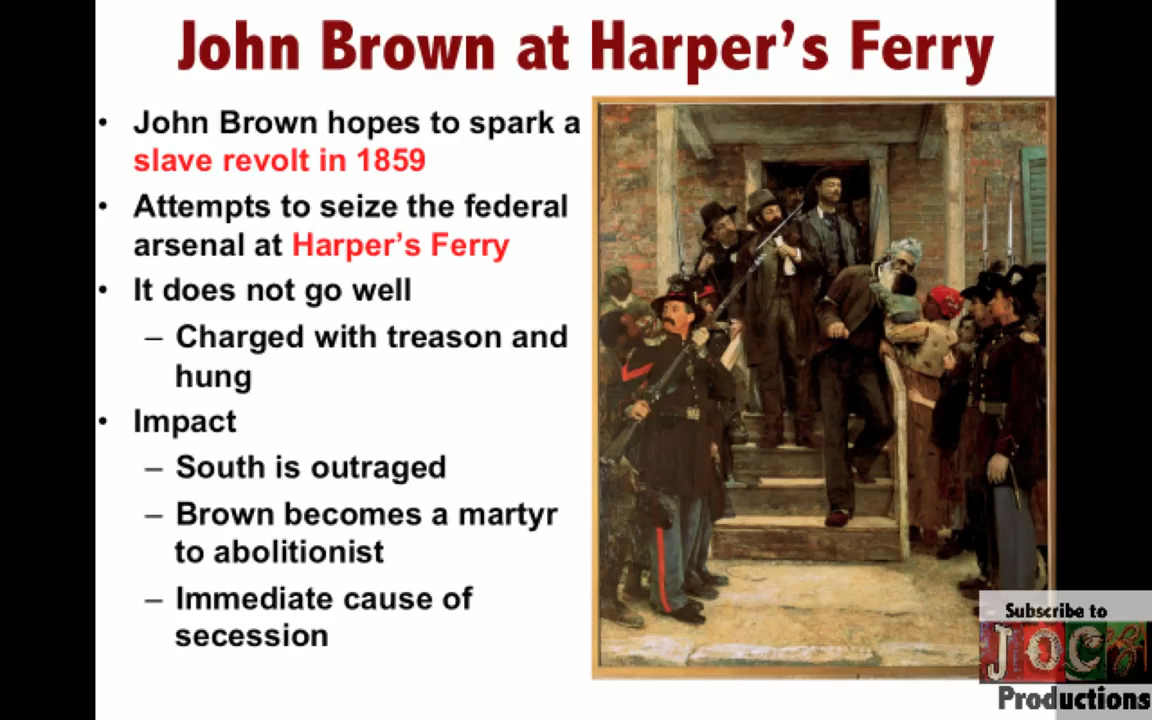 John Brown at Harper's Ferry
• John Brown hopes to spark a
slave revolt in 1859
• Attempts to seize the federal
arsenal at Harper's Ferry
• It does not go well
– Charged with treason and
hung
• Impact
– South is outraged
– Brown becomes a martyr
to abolitionist
– Immediate cause of
secession
Subscribe to
JOCZ
Productions